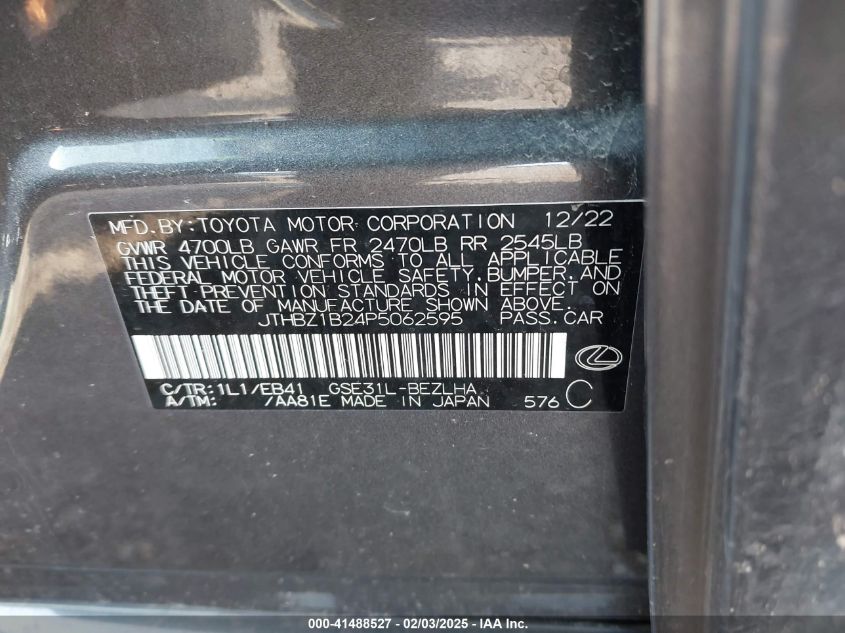 MFD.BY:TOYOTA MOTOR CORPORATION 12/22
GVWR 4700LB GAWR FR 2470LB RR 2545LB
THIS VEHICLE CONFORMS TO ALL APPLICABLE
FEDERAL MOTOR VEHICLE SAFETY,BUMPER,AND
THEFT PREVENTION STANDARDS IN EFFECT ON
THE DATE OF MANUFACTURE SHOWN ABOVE.
JTHBZ1B24P5062595 PASS.CAR
C/TR:1L1/EB41 GSE31L-BEZLHA
A/TM: /AA81E MADE IN JAPAN 576 C
000-41488527 - 02/03/2025 - IAA Inc.